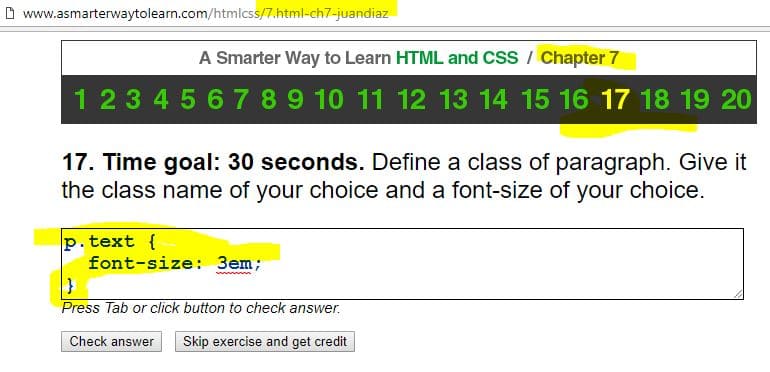 www.asmarterwaytolearn.com/htmlcss/7.html-ch7-juandiaz
A Smarter Way to Learn HTML and CSS / Chapter 7
1 2 3 4 5 6 7 8 9 10 11 12 13 14 15 16 17 18 19 20
17. Time goal: 30 seconds. Define a class of paragraph. Give it
the class name of your choice and a font-size of your choice.
p.text {
font-size: 3em;
}
Press Tab or click button to check answer.
Check answer Skip exercise and get credit